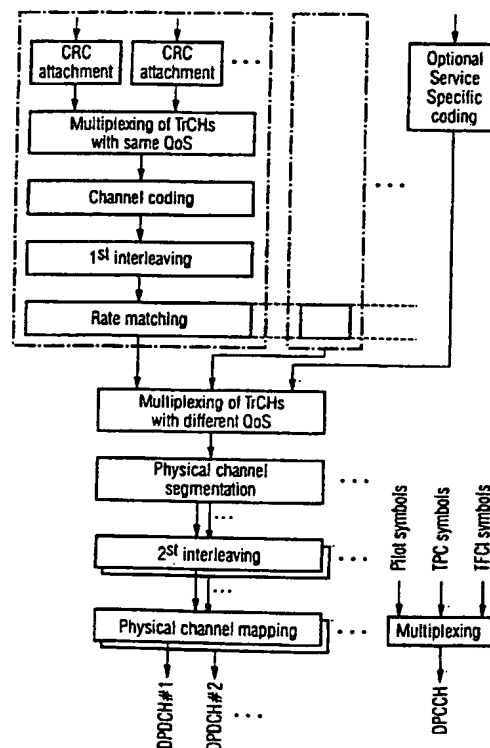 CRC
attachment
CRC
attachment
Optional
Service
Specific
coding
Multiplexing of TrCHs
with same QoS
Channel coding
1st interleaving
Rate matching
Multiplexing of TrCHs
with different QoS
Physical channel
segmentation
2st interleaving
Physical channel mapping
Pilot symbols
TPC symbols
TFCI symbols
Multiplexing
DPDCH#1
DPDCH#2
DPCCH